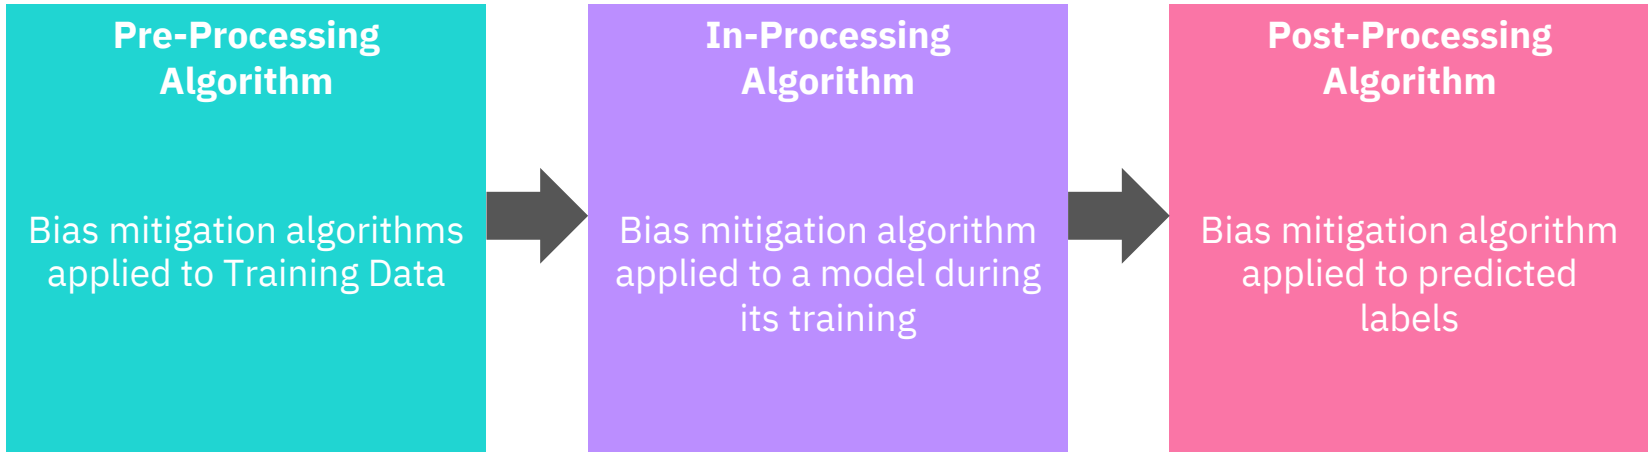 Pre-Processing
Algorithm
Bias mitigation algorithms
applied to Training Data
In-Processing
Algorithm
Bias mitigation algorithm
applied to a model during
its training
Post-Processing
Algorithm
Bias mitigation algorithm
applied to predicted
labels